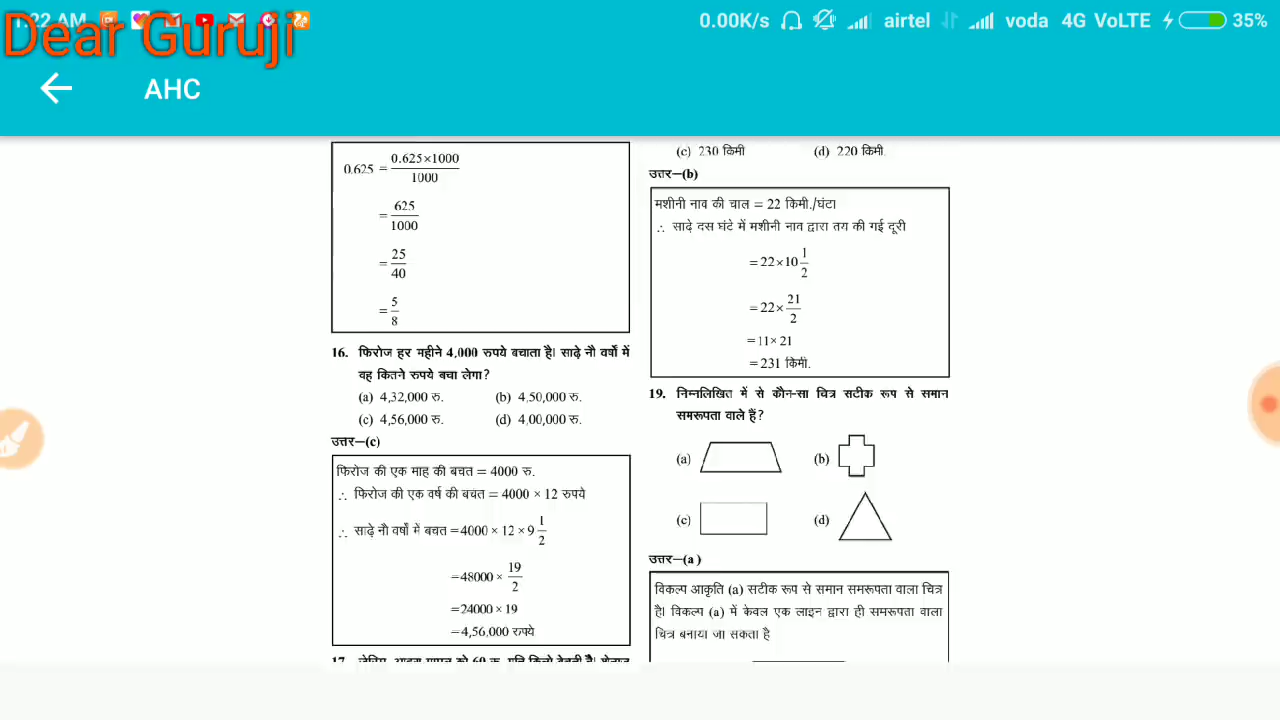 1:22 AM
0.00K/s airtel voda 4G VoLTE 35%
Dear Guruji
AHC
0.625 = 0.625×1000 / 1000
= 625 / 1000
= 25 / 40
= 5 / 8
16. फिरोज हर महीने 4,000 रुपये बचाता है। साढ़े नौ वर्षों में
वह कितने रुपये बचा लेगा?
(a) 4,32,000 रु. (b) 4,50,000 रु.
(c) 4,56,000 रु. (d) 4,00,000 रु.
उत्तर—(c)
फिरोज की एक माह की बचत = 4000 रु.
∴ फिरोज की एक वर्ष की बचत = 4000 × 12 रुपये
∴ साढ़े नौ वर्षों में बचत =4000 × 12 × 9 1/2
=48000 × 19/2
=24000 × 19
=4,56,000 रुपये
(c) 230 किमी (d) 220 किमी.
उत्तर—(b)
मशीनी नाव की चाल = 22 किमी./घंटा
∴ साढ़े दस घंटे में मशीनी नाव द्वारा तय की गई दूरी
= 22×10 1/2
= 22× 21/2
= 11× 21
= 231 किमी.
19. निम्नलिखित में से कौन-सा चित्र सटीक रूप से समान
समरूपता वाले हैं?
(a) (b)
(c) (d)
उत्तर—(a)
विकल्प आकृति (a) सटीक रूप से समान समरूपता वाला चित्र
है। विकल्प (a) में केवल एक लाइन द्वारा ही समरूपता वाला
चित्र बनाया जा सकता है